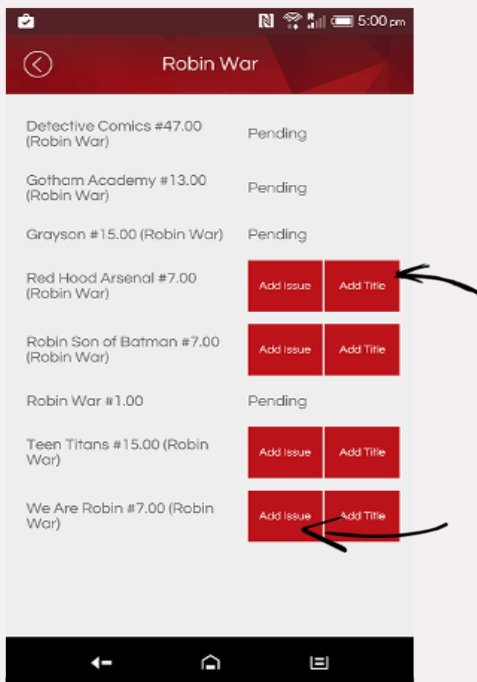 5:00 pm
Robin War
Detective Comics #47.00
(Robin War)
Pending
Gotham Academy #13.00
(Robin War)
Pending
Grayson #15.00 (Robin War)
Pending
Red Hood Arsenal #7.00
(Robin War)
Add Issue
Add Title
Robin Son of Batman #7.00
(Robin War)
Add Issue
Add Title
Robin War #1.00
Pending
Teen Titans #15.00 (Robin
War)
Add Issue
Add Title
We Are Robin #7.00 (Robin
War)
Add Issue
Add Title